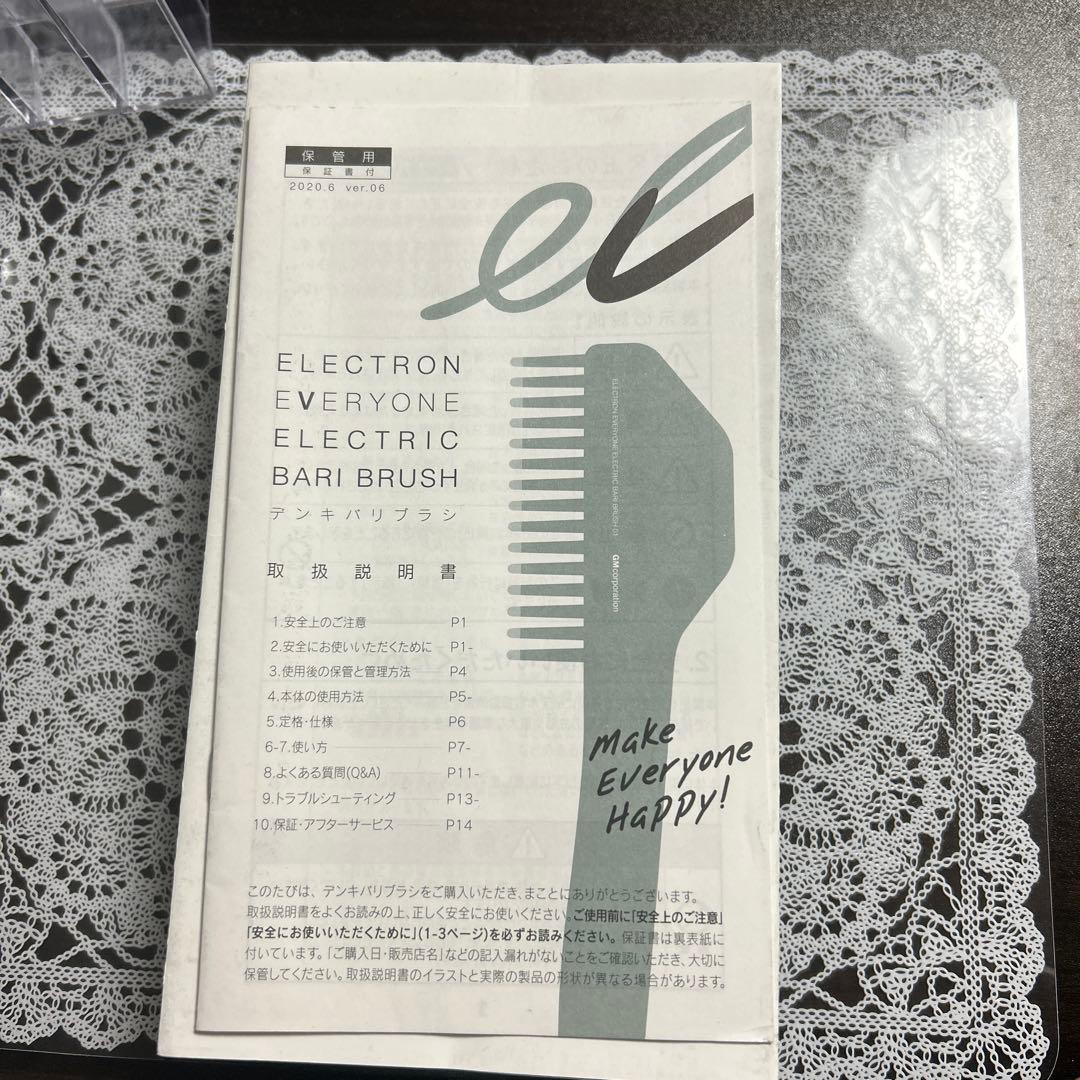 保管用
保証書付
2020.6 ver.06
el
ELECTRON
EVERYONE
ELECTRIC
BARI BRUSH
デンキバリブラシ
取扱説明書
1.安全上のご注意 P1
2.安全にお使いいただくために P1-
3.使用後の保管と管理方法 P4
4.本体の使用方法 P5-
5.定格・仕様 P6
6-7.使い方 P7-
8.よくある質問(Q&A) P11-
9.トラブルシューティング P13-
10.保証・アフターサービス P14
ELECTRON EVERYONE ELECTRIC BARI BRUSH 01 GMcorporation
Make
Everyone
Happy!
このたびは、デンキバリブラシをご購入いただき、まことにありがとうございます。
取扱説明書をよくお読みの上、正しく安全にお使いください。ご使用前に「安全上のご注意」
「安全にお使いいただくために」(1-3ページ)を必ずお読みください。保証書は裏表紙に
付いています。「ご購入日・販売店名」などの記入漏れがないことをご確認いただき、大切に
保管してください。取扱説明書のイラストと実際の製品の形状が異なる場合があります。